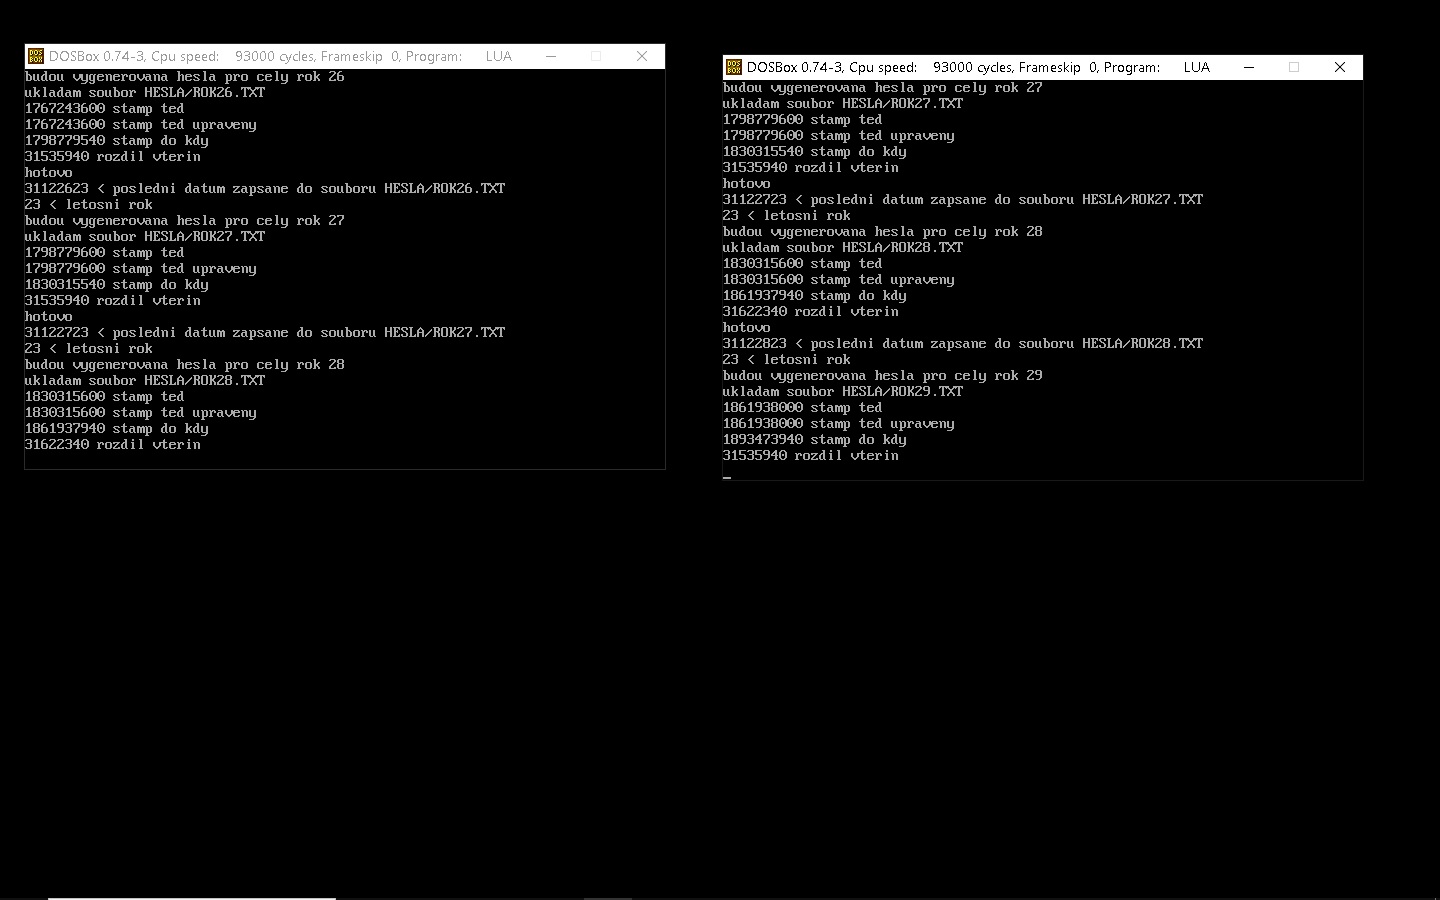 DOSBox 0.74-3, Cpu speed: 93000 cycles, Frameskip 0, Program: LUA
budou vygenerovana hesla pro cely rok 26
ukladam soubor HESLA/ROK26.TXT
1767243600 stamp ted
1767243600 stamp ted upraveny
1798779540 stamp do kdy
31535940 rozdil vterin
hotovo
31122623 < posledni datum zapsane do souboru HESLA/ROK26.TXT
23 < letosni rok
budou vygenerovana hesla pro cely rok 27
ukladam soubor HESLA/ROK27.TXT
1798779600 stamp ted
1798779600 stamp ted upraveny
1830315540 stamp do kdy
31535940 rozdil vterin
hotovo
31122723 < posledni datum zapsane do souboru HESLA/ROK27.TXT
23 < letosni rok
budou vygenerovana hesla pro cely rok 28
ukladam soubor HESLA/ROK28.TXT
1830315600 stamp ted
1830315600 stamp ted upraveny
1861937940 stamp do kdy
31622340 rozdil vterin
DOSBox 0.74-3, Cpu speed: 93000 cycles, Frameskip 0, Program: LUA
budou vygenerovana hesla pro cely rok 27
ukladam soubor HESLA/ROK27.TXT
1798779600 stamp ted
1798779600 stamp ted upraveny
1830315540 stamp do kdy
31535940 rozdil vterin
hotovo
31122723 < posledni datum zapsane do souboru HESLA/ROK27.TXT
23 < letosni rok
budou vygenerovana hesla pro cely rok 28
ukladam soubor HESLA/ROK28.TXT
1830315600 stamp ted
1830315600 stamp ted upraveny
1861937940 stamp do kdy
31622340 rozdil vterin
hotovo
31122823 < posledni datum zapsane do souboru HESLA/ROK28.TXT
23 < letosni rok
budou vygenerovana hesla pro cely rok 29
ukladam soubor HESLA/ROK29.TXT
1861938000 stamp ted
1861938000 stamp ted upraveny
1893473940 stamp do kdy
31535940 rozdil vterin